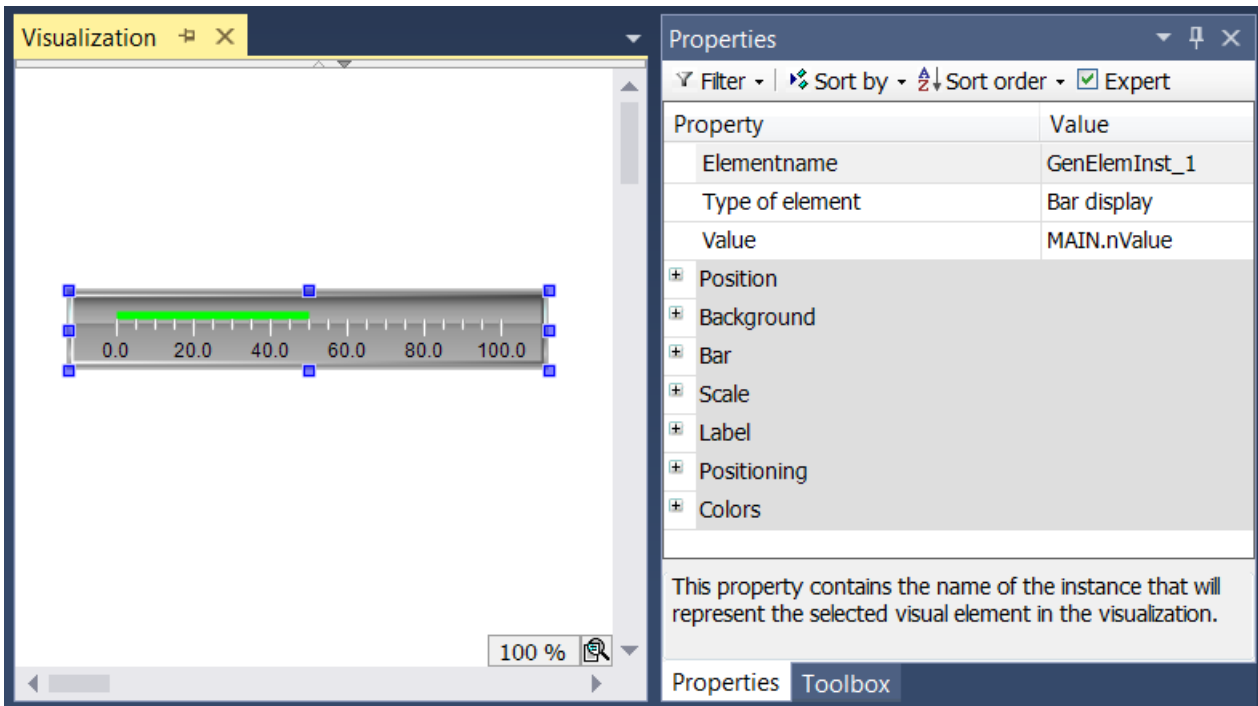 Visualization
0.0 20.0 40.0 60.0 80.0 100.0
100 %
Properties
Filter Sort by Sort order Expert
Property Value
Elementname GenElemInst_1
Type of element Bar display
Value MAIN.nValue
Position
Background
Bar
Scale
Label
Positioning
Colors
This property contains the name of the instance that will
represent the selected visual element in the visualization.
Properties Toolbox